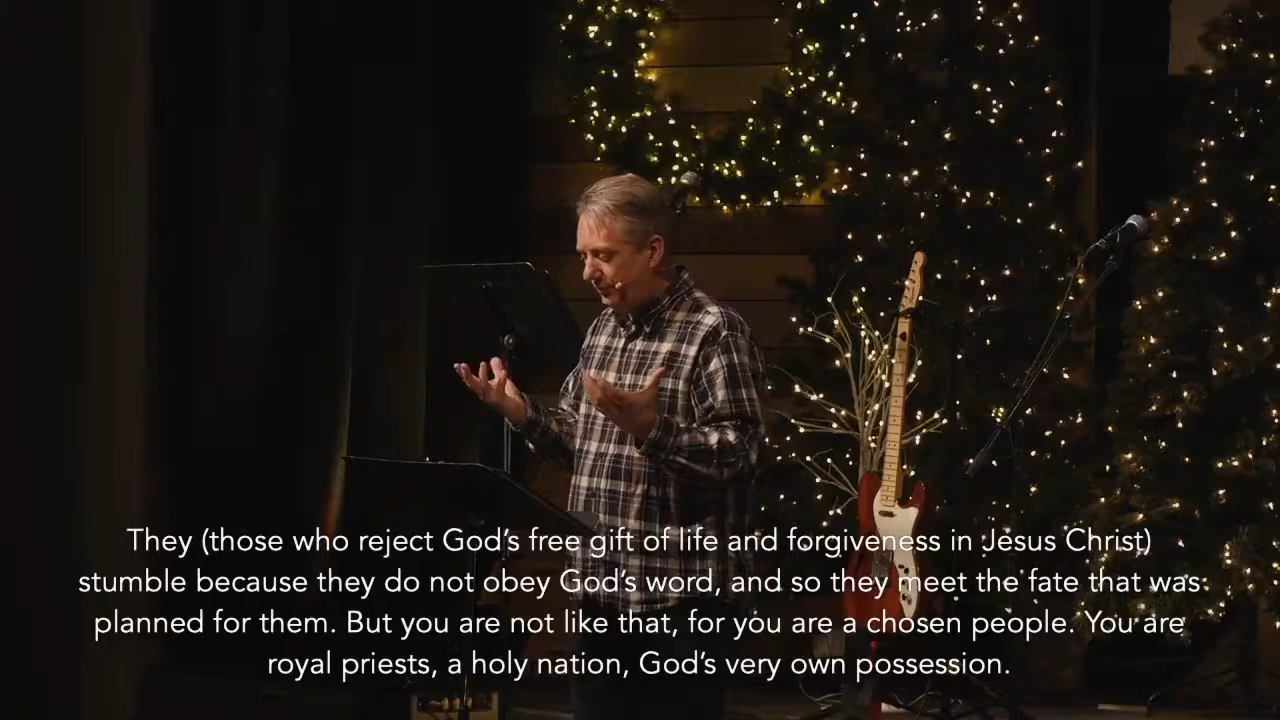 They (those who reject God's free gift of life and forgiveness in Jesus Christ)
stumble because they do not obey God's word, and so they meet the fate that was
planned for them. But you are not like that, for you are a chosen people. You are
royal priests, a holy nation, God's very own possession.